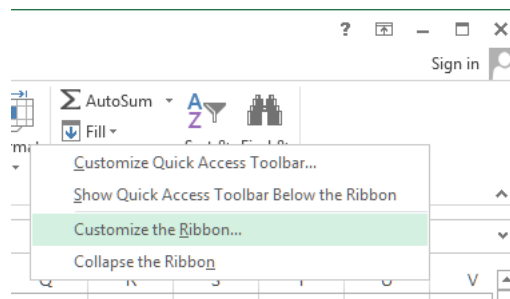 ?
Sign in
AutoSum
Fill
Customize Quick Access Toolbar...
Show Quick Access Toolbar Below the Ribbon
Customize the Ribbon...
Collapse the Ribbon
V